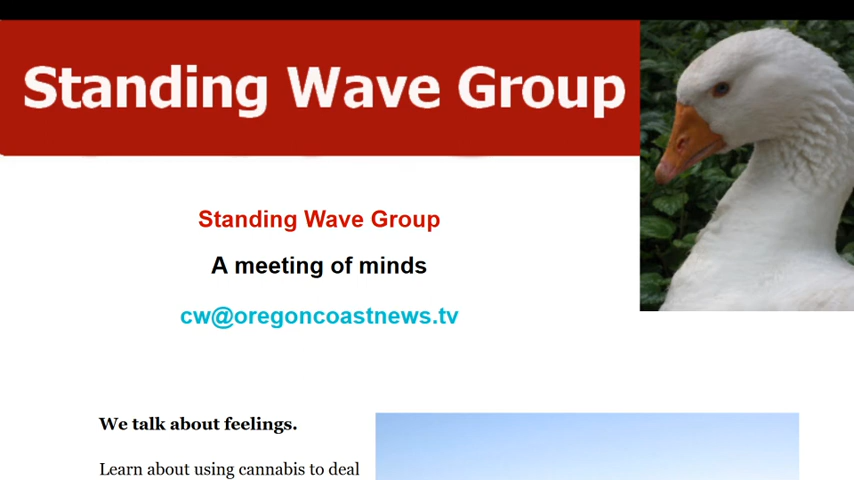 Standing Wave Group
Standing Wave Group
A meeting of minds
cw@oregoncoastnews.tv
We talk about feelings.
Learn about using cannabis to deal